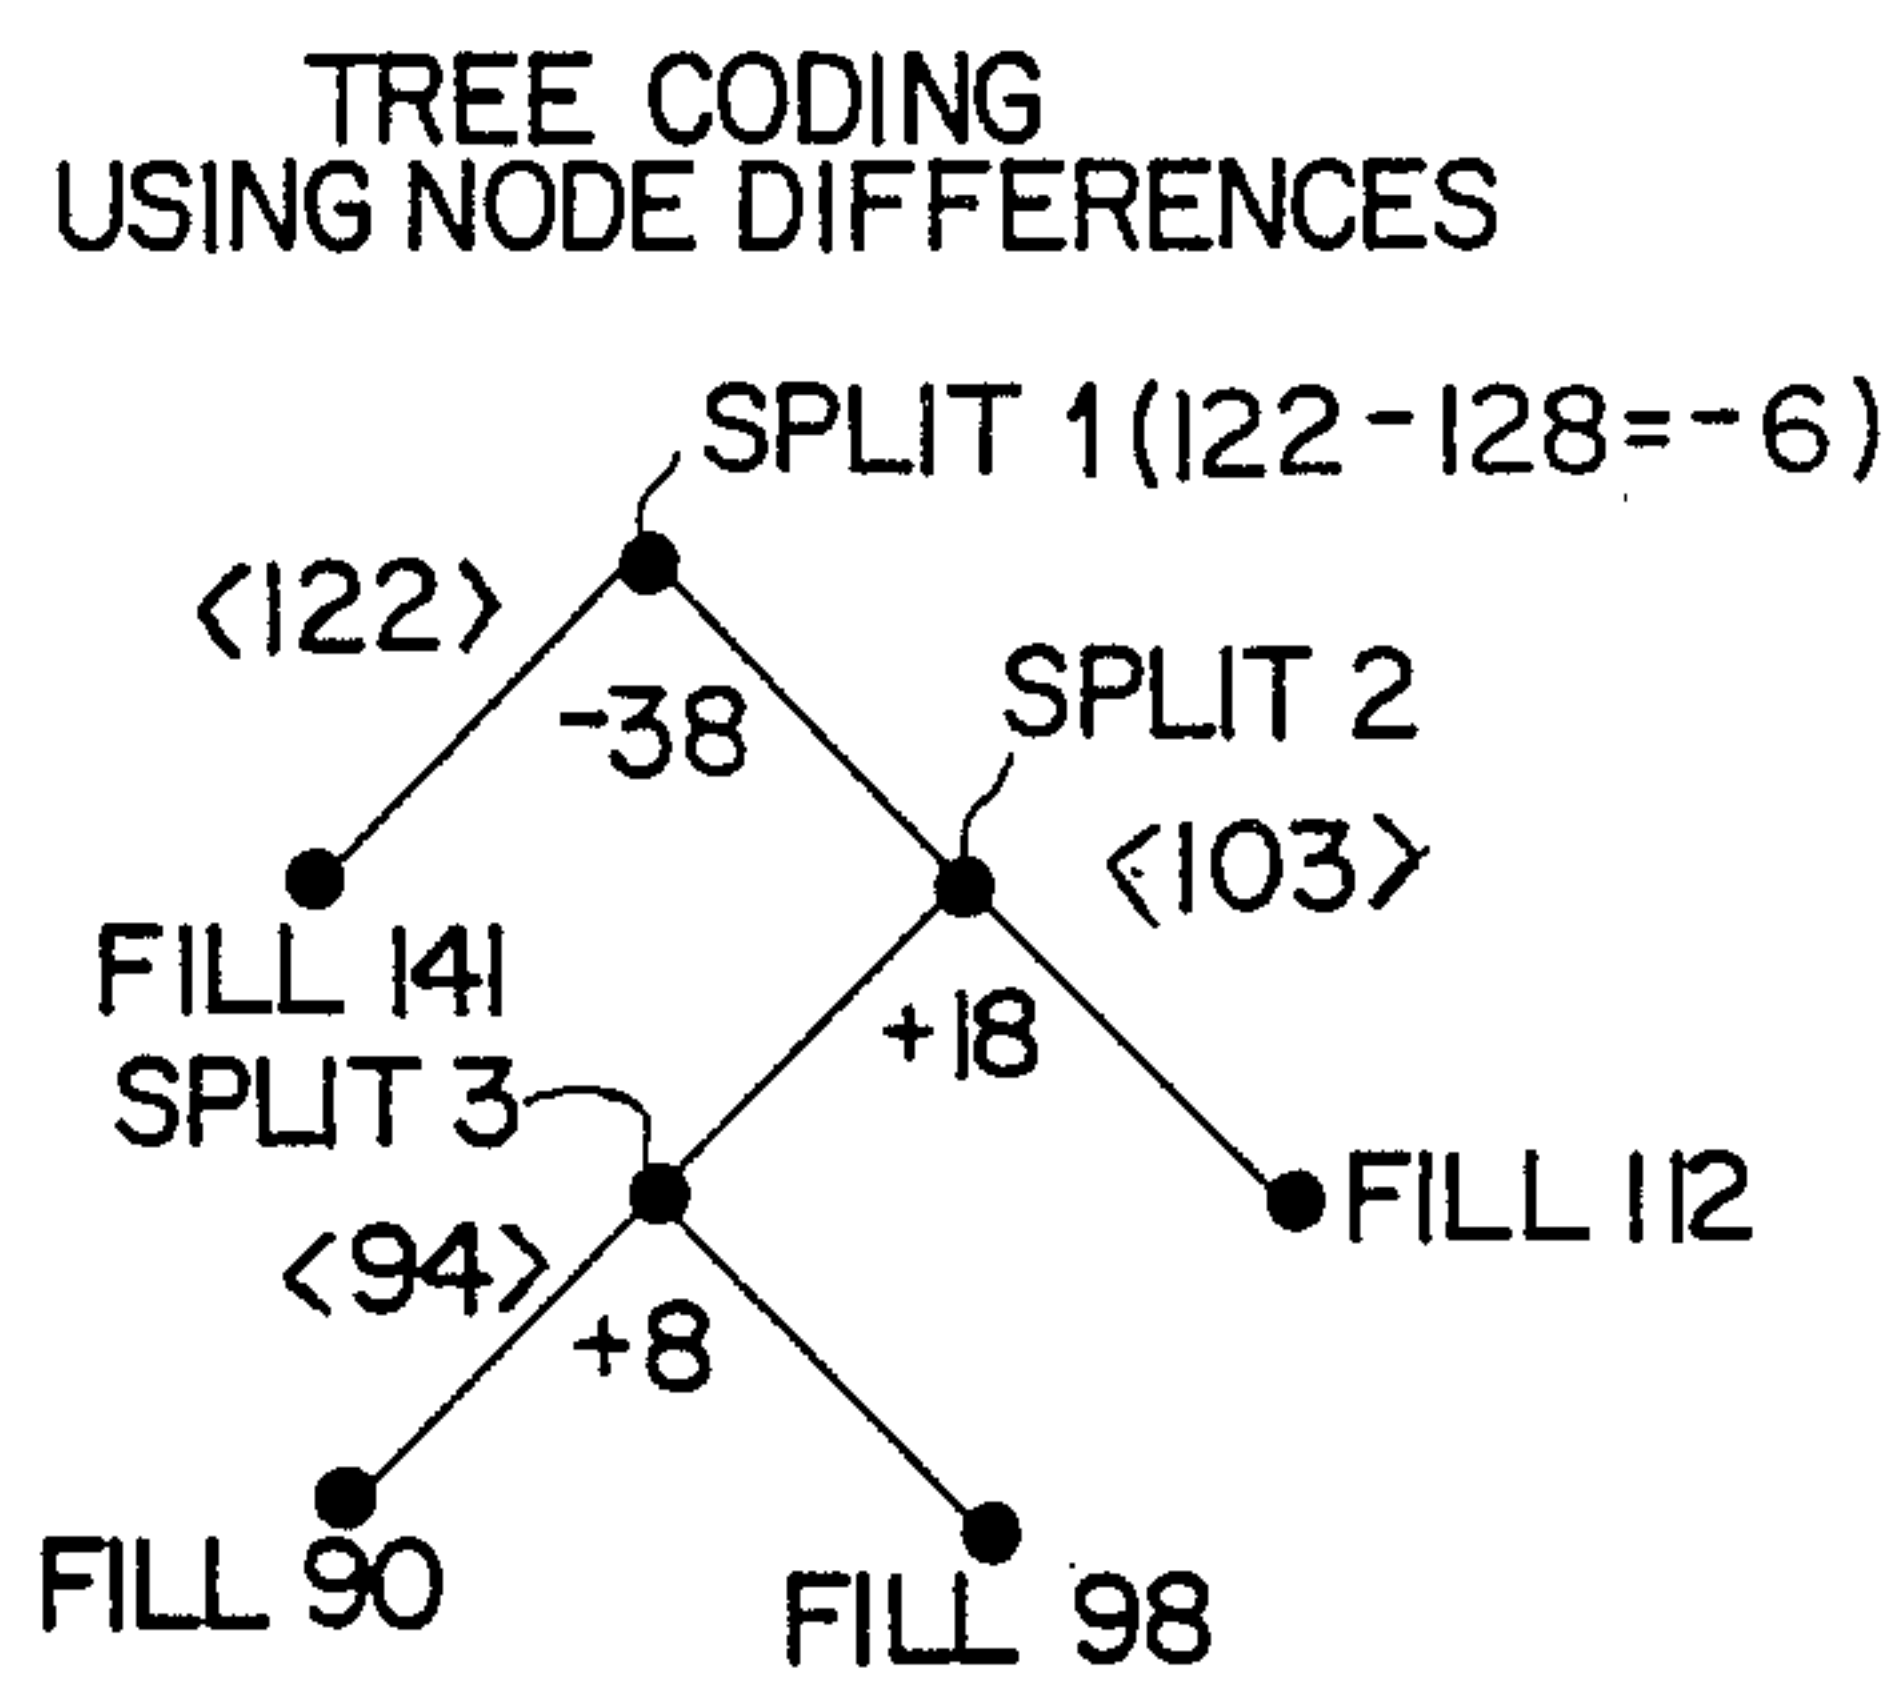 TREE CODING
USING NODE DIFFERENCES
SPLIT 1 (122-128=-6)
<122>
-38
SPLIT 2
<103>
FILL 141
+18
SPLIT 3
FILL 112
<94>
+8
FILL 90
FILL 98